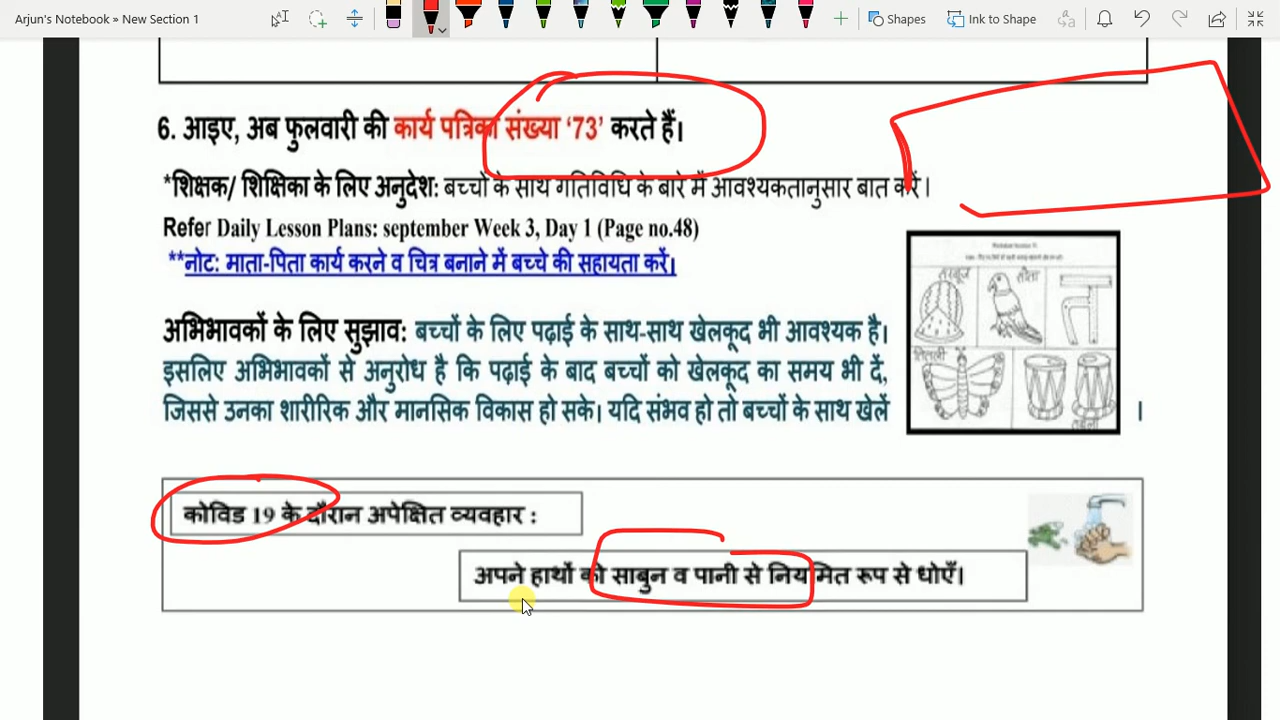 Arjun's Notebook » New Section 1
Shapes
Ink to Shape
6. आइए, अब फुलवारी की कार्य पत्रिका संख्या ‘73’ करते हैं।
*शिक्षक/ शिक्षिका के लिए अनुदेश: बच्चों के साथ गतिविधि के बारे में आवश्यकतानुसार बात करें।
Refer Daily Lesson Plans: september Week 3, Day 1 (Page no.48)
**नोट: माता-पिता कार्य करने व चित्र बनाने में बच्चे की सहायता करें।
तरबूज
तोता
त
तितली
तबला
अभिभावकों के लिए सुझाव: बच्चों के लिए पढ़ाई के साथ-साथ खेलकूद भी आवश्यक है।
इसलिए अभिभावकों से अनुरोध है कि पढ़ाई के बाद बच्चों को खेलकूद का समय भी दें,
जिससे उनका शारीरिक और मानसिक विकास हो सके। यदि संभव हो तो बच्चों के साथ खेलें ।
कोविड 19 के दौरान अपेक्षित व्यवहार :
अपने हाथों को साबुन व पानी से नियमित रूप से धोएँ।